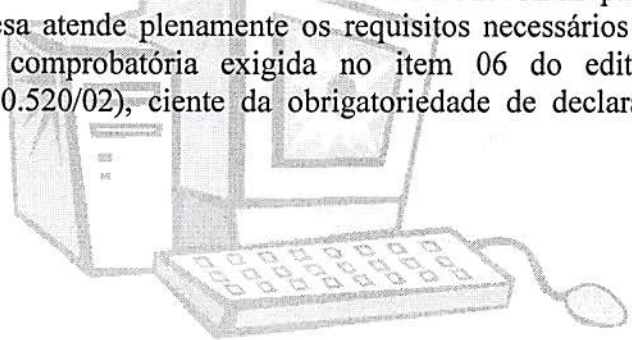 esa atende plenamente os requisitos necessários
comprobatória exigida no item 06 do edit
0.520/02), ciente da obrigatoriedade de declara